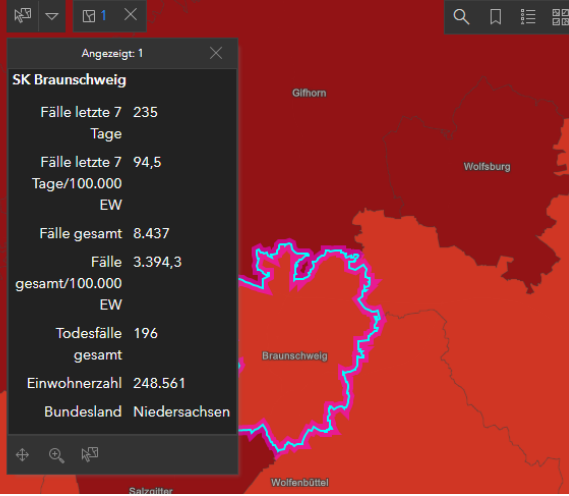 1
Angezeigt: 1
SK Braunschweig
Fälle letzte 7 235
Tage
Fälle letzte 7 94,5
Tage/100.000
EW
Fälle gesamt 8.437
Fälle 3.394,3
gesamt/100.000
EW
Todesfälle 196
gesamt
Einwohnerzahl 248.561
Bundesland Niedersachsen
Gifhorn
Wolfsburg
Braunschweig
Wolfenbüttel
Salzgitter